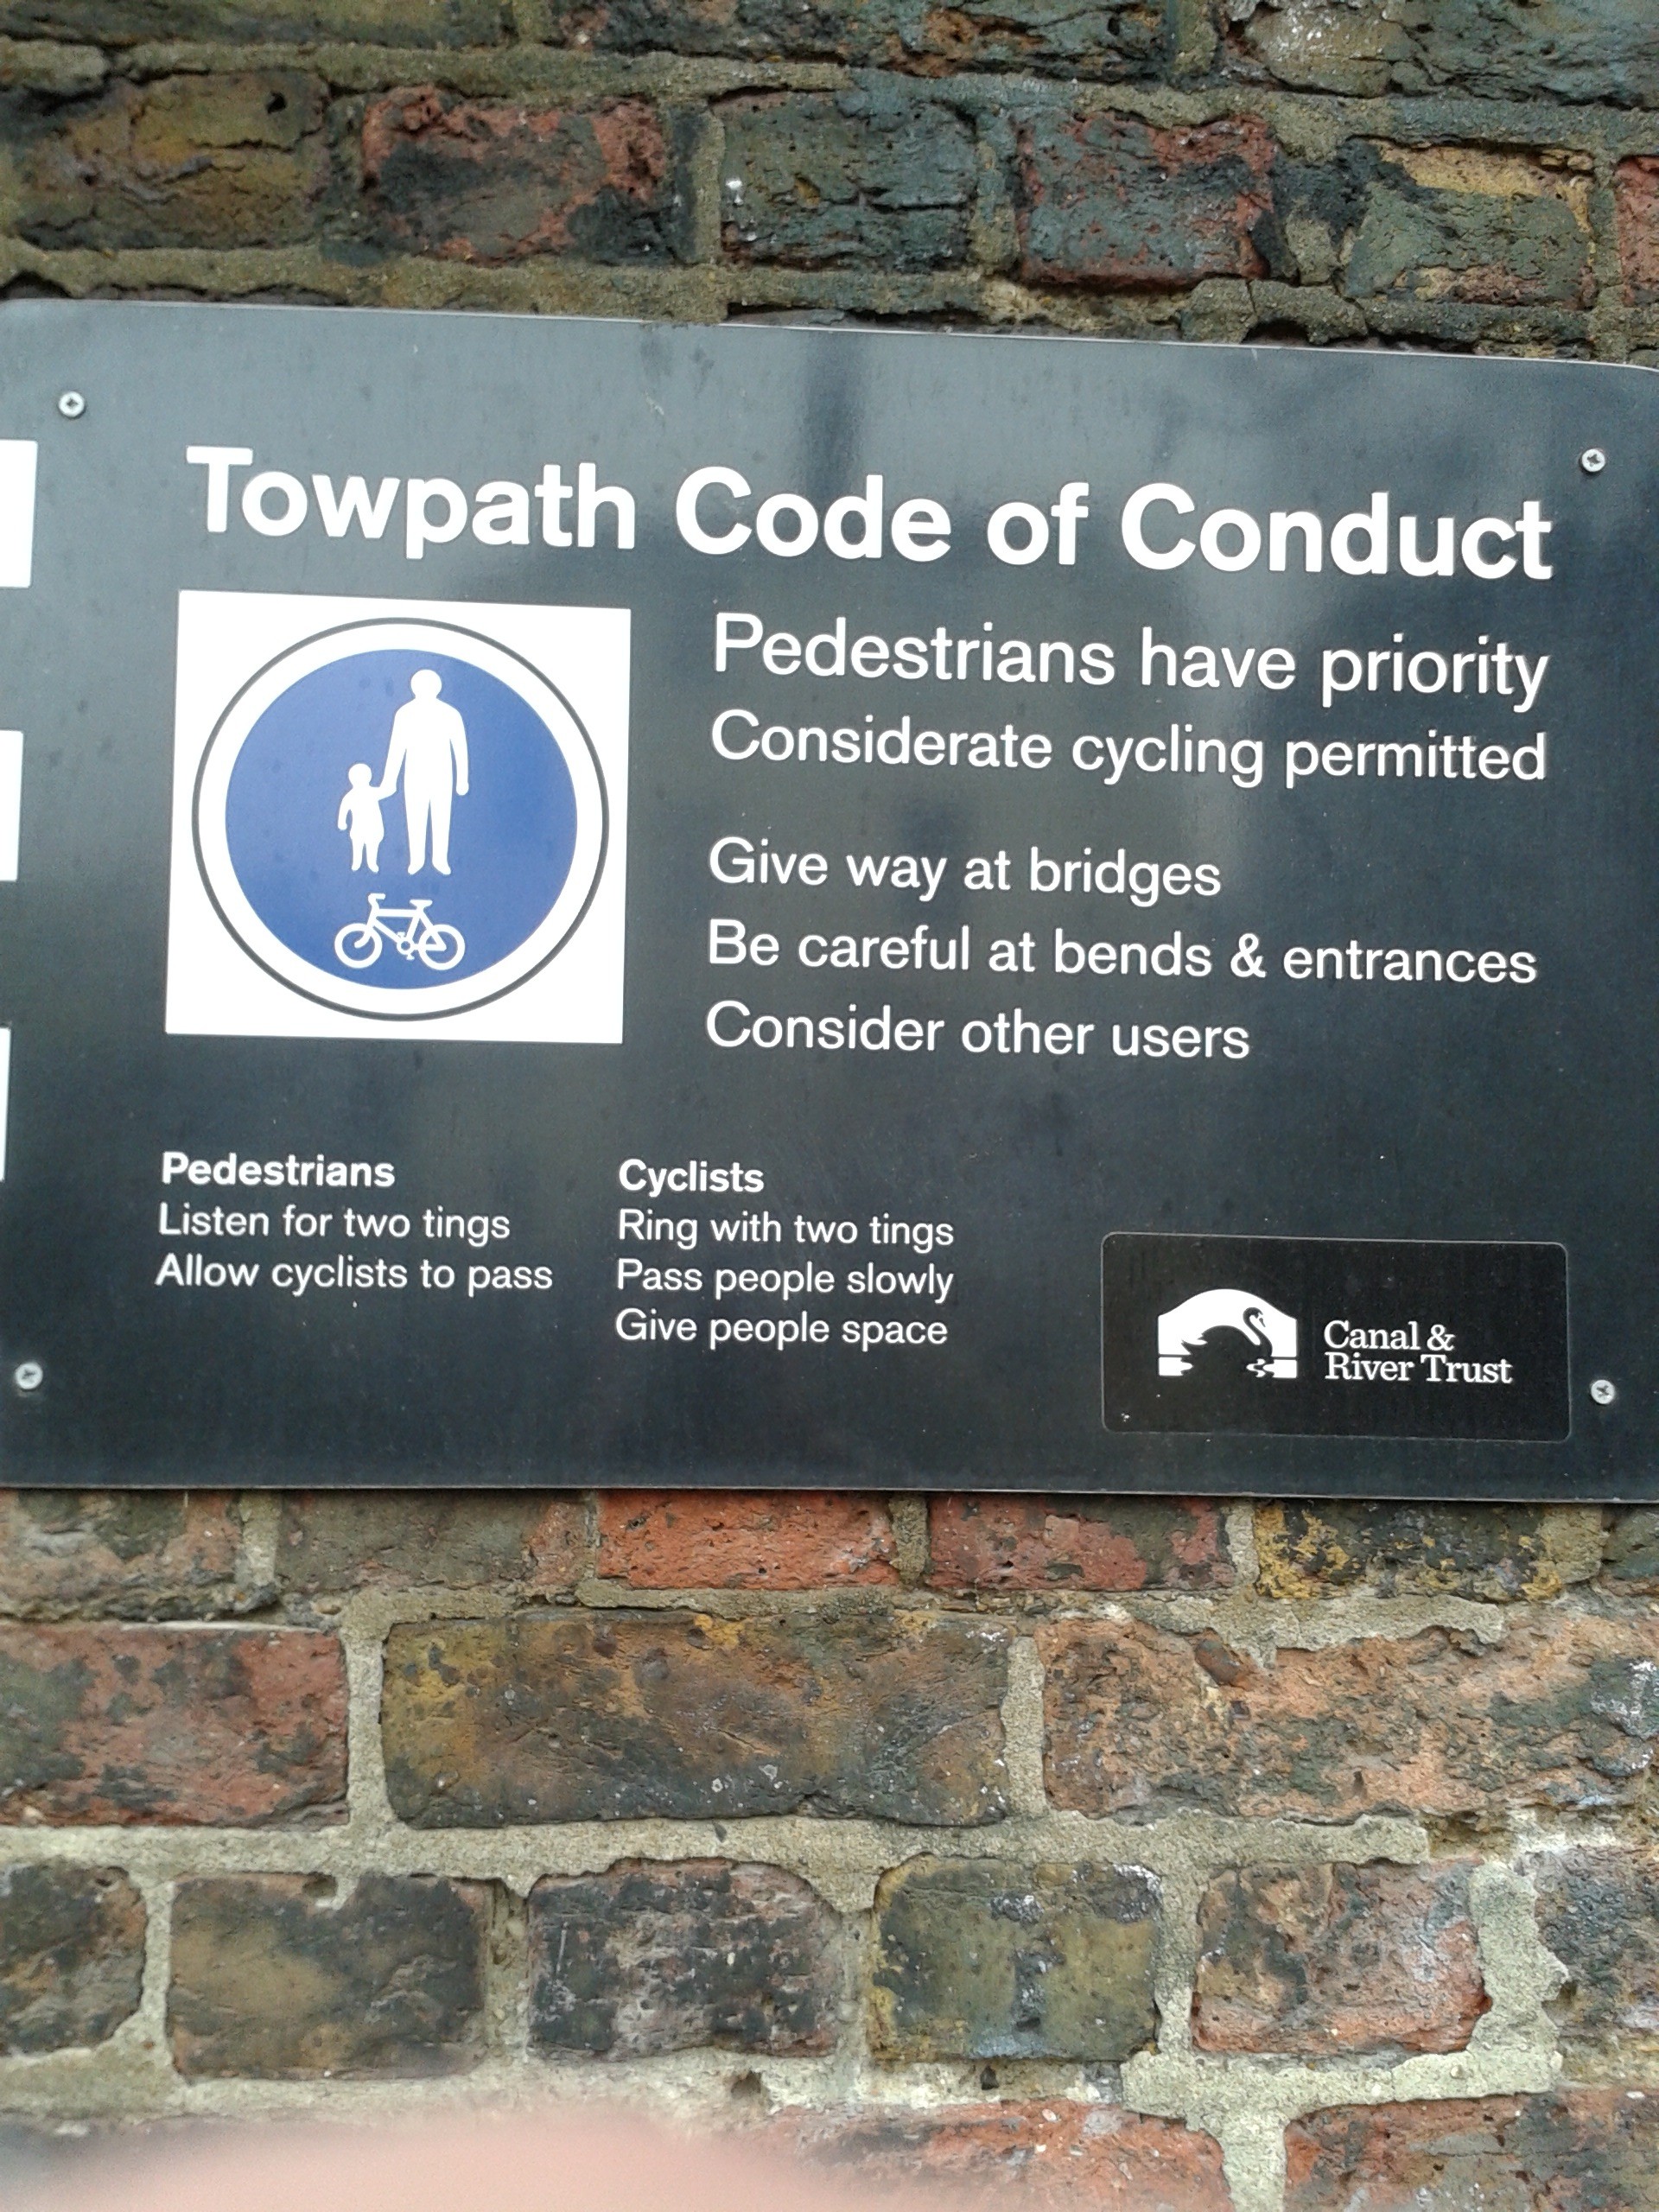 Towpath Code of Conduct
Pedestrians have priority
Considerate cycling permitted
Give way at bridges
Be careful at bends & entrances
Consider other users
Pedestrians
Listen for two tings
Allow cyclists to pass
Cyclists
Ring with two tings
Pass people slowly
Give people space
Canal &
River Trust